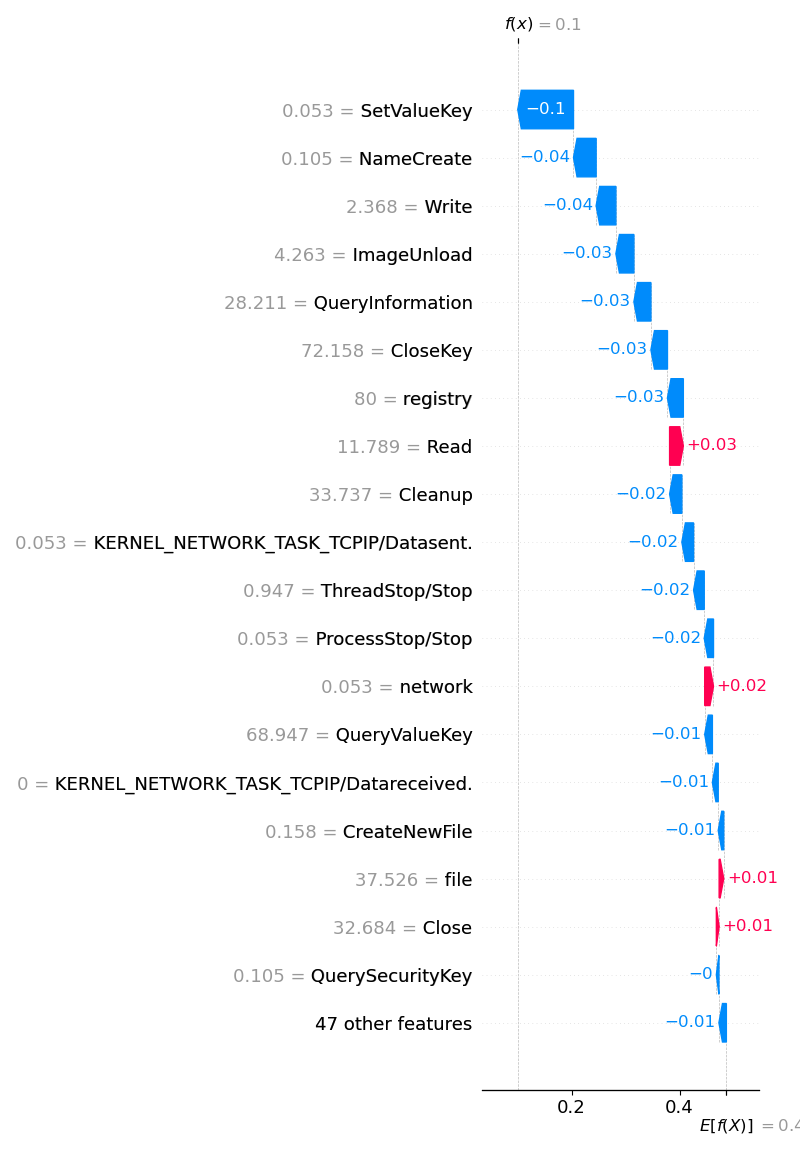 f(x) = 0.1
0.053 = SetValueKey −0.1
0.105 = NameCreate −0.04
2.368 = Write −0.04
4.263 = ImageUnload −0.03
28.211 = QueryInformation −0.03
72.158 = CloseKey −0.03
80 = registry −0.03
11.789 = Read +0.03
33.737 = Cleanup −0.02
0.053 = KERNEL_NETWORK_TASK_TCPIP/Datasent. −0.02
0.947 = ThreadStop/Stop −0.02
0.053 = ProcessStop/Stop −0.02
0.053 = network +0.02
68.947 = QueryValueKey −0.01
0 = KERNEL_NETWORK_TASK_TCPIP/Datareceived. −0.01
0.158 = CreateNewFile −0.01
37.526 = file +0.01
32.684 = Close +0.01
0.105 = QuerySecurityKey −0
47 other features −0.01
0.2 0.4
E[f(X)] = 0.4